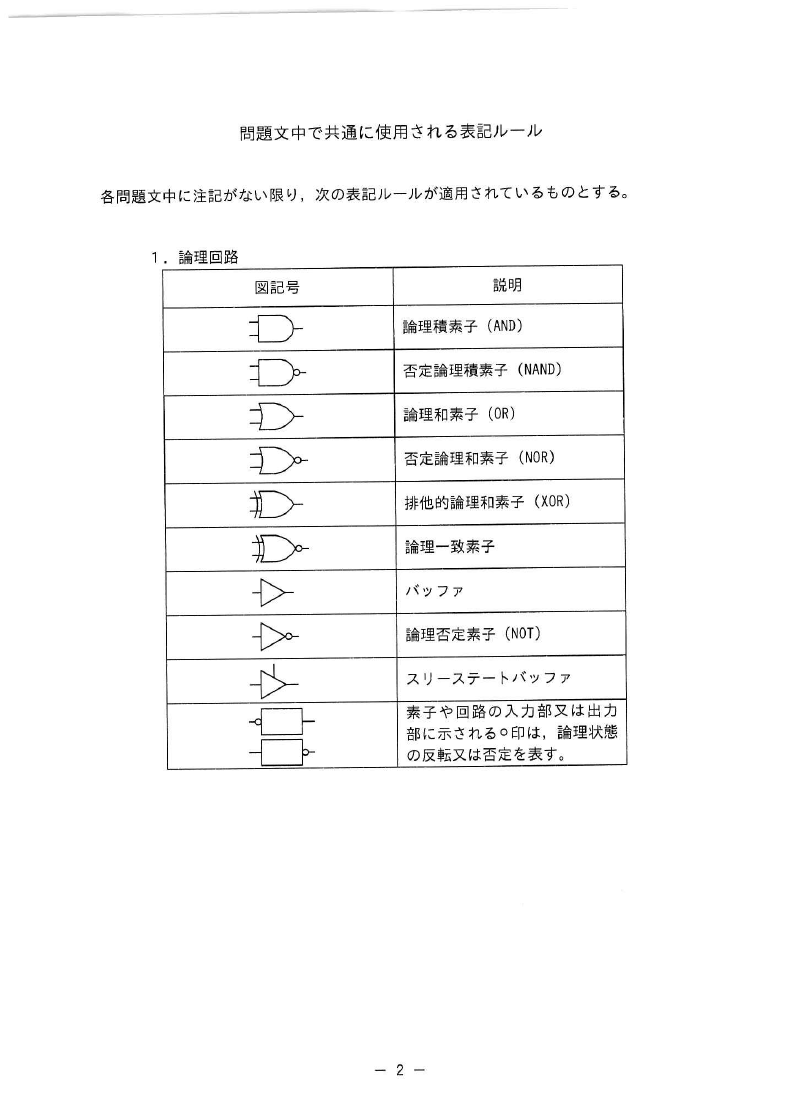 問題文中で共通に使用される表記ルール
各問題文中に注記がない限り，次の表記ルールが適用されているものとする。
1．論理回路
図記号 説明
論理積素子（AND）
否定論理積素子（NAND）
論理和素子（OR）
否定論理和素子（NOR）
排他的論理和素子（XOR）
論理一致素子
バッファ
論理否定素子（NOT）
スリーステートバッファ
素子や回路の入力部又は出力
部に示される○印は，論理状態
の反転又は否定を表す。
－ 2 －